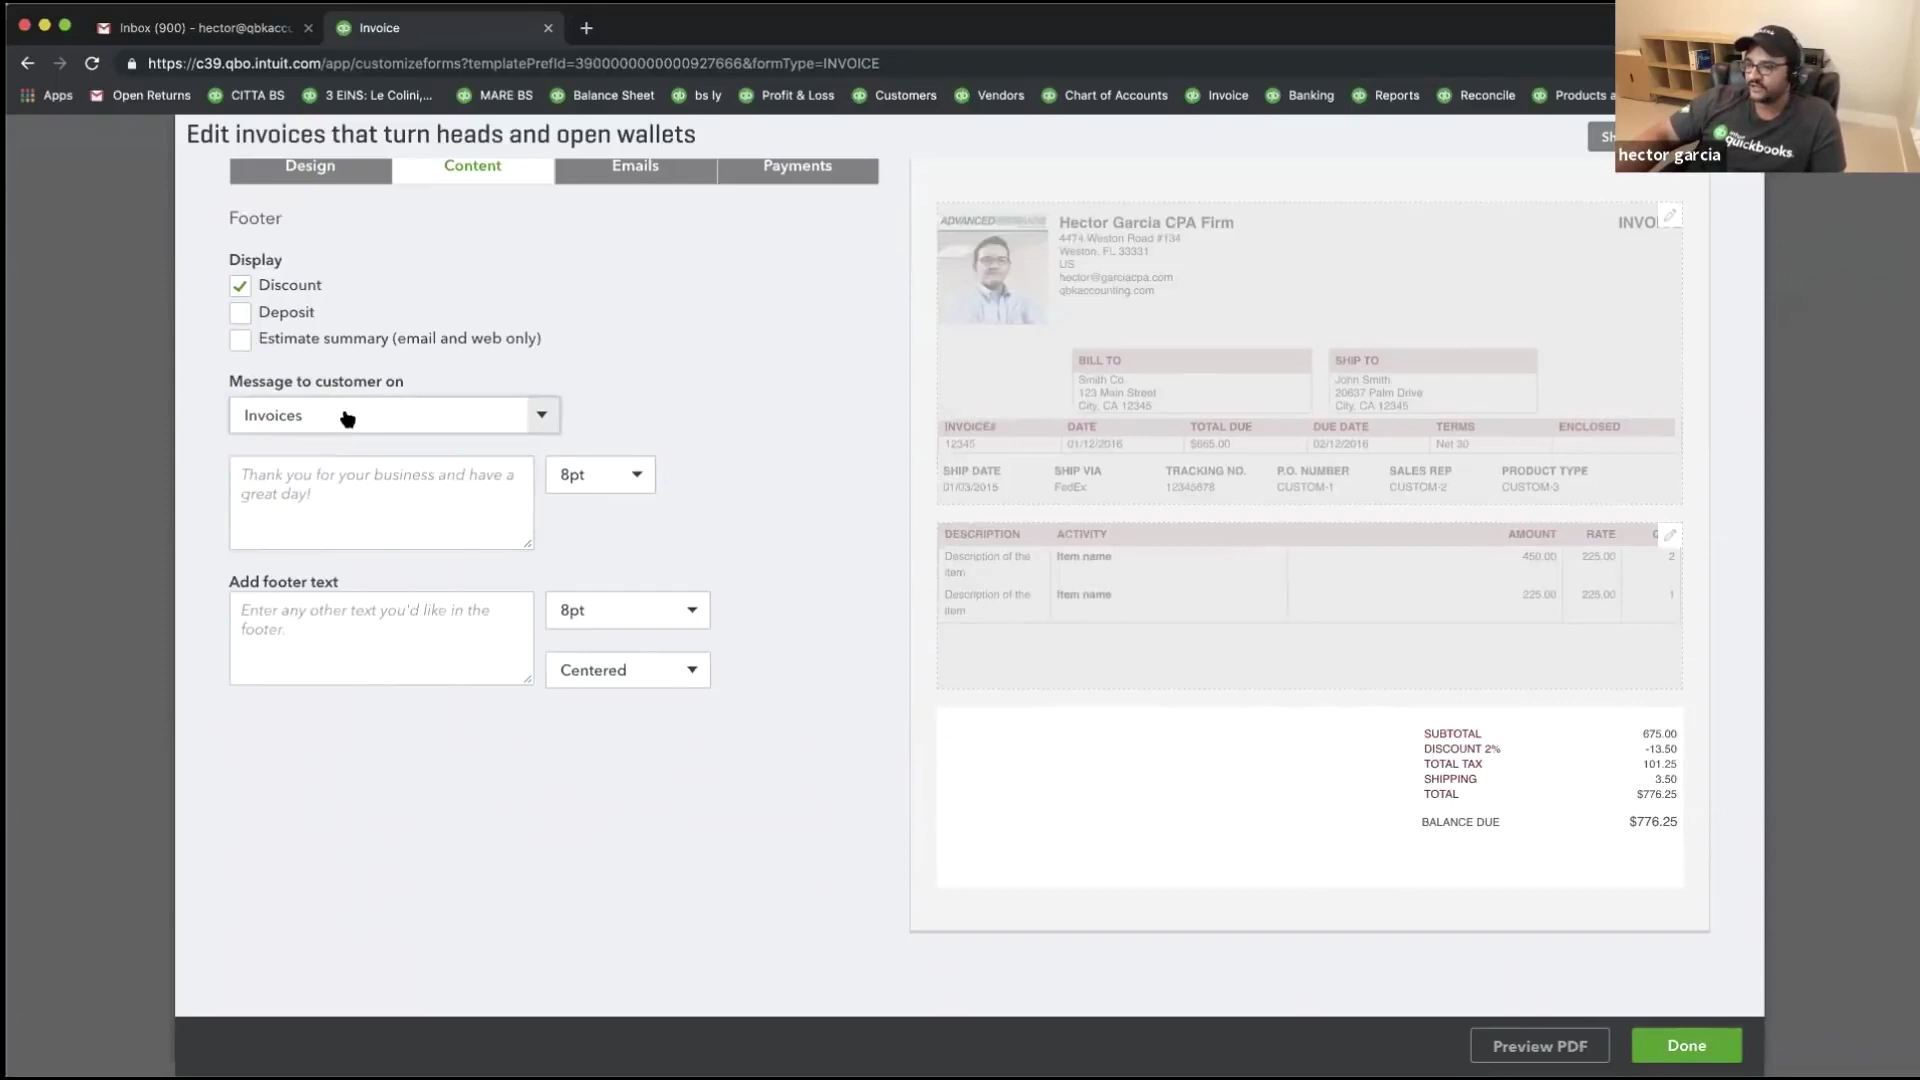 Inbox (900) - hector@qbkacc
Invoice
https://c39.qbo.intuit.com/app/customizeforms?templatePrefId=3900000000000927666&formType=INVOICE
Apps
Open Returns
CITTA BS
3 EINS: Le Colini,...
MARE BS
Balance Sheet
bs ly
Profit & Loss
Customers
Vendors
Chart of Accounts
Invoice
Banking
Reports
Reconcile
Products a
intuit
quickbooks.
hector garcia
Edit invoices that turn heads and open wallets
Design
Content
Emails
Payments
Footer
Display
Discount
Deposit
Estimate summary (email and web only)
Message to customer on
Invoices
Thank you for your business and have a
great day!
8pt
Add footer text
Enter any other text you'd like in the
footer.
8pt
Centered
ADVANCED
Hector Garcia CPA Firm
INVO
4474 Weston Road #134
Weston, FL 33331
US
hector@garciacpa.com
qbkaccounting.com
BILL TO
Smith Co.
123 Main Street
City, CA 12345
SHIP TO
John Smith
20637 Palm Drive
City, CA 12345
INVOICE# DATE TOTAL DUE DUE DATE TERMS ENCLOSED
12345 01/12/2016 $665.00 02/12/2016 Net 30
SHIP DATE SHIP VIA TRACKING NO. P.O. NUMBER SALES REP PRODUCT TYPE
01/03/2015 FedEx 12345678 CUSTOM-1 CUSTOM-2 CUSTOM-3
DESCRIPTION ACTIVITY AMOUNT RATE
Description of the Item name 450.00 225.00 2
item
Description of the Item name 225.00 225.00 1
item
SUBTOTAL 675.00
DISCOUNT 2% -13.50
TOTAL TAX 101.25
SHIPPING 3.50
TOTAL $776.25
BALANCE DUE $776.25
Preview PDF
Done